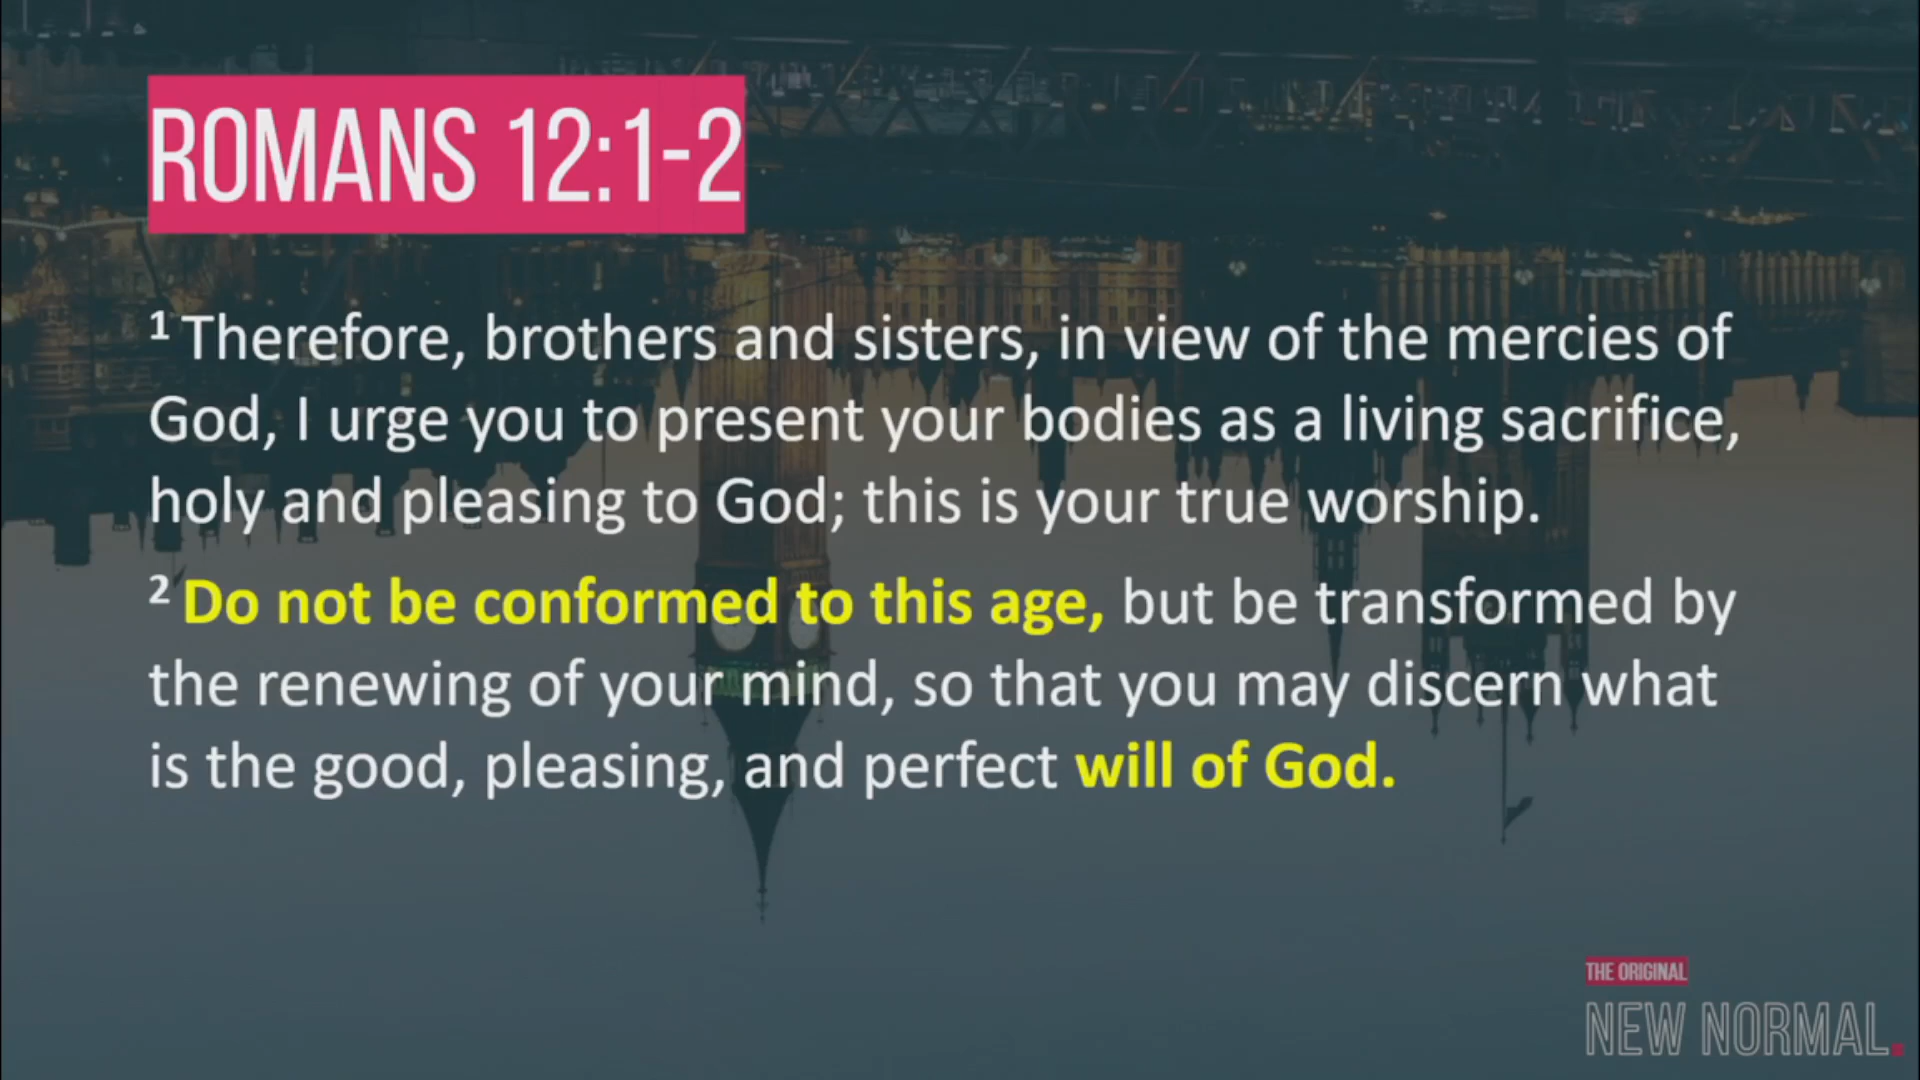 ROMANS 12:1-2
1 Therefore, brothers and sisters, in view of the mercies of
God, I urge you to present your bodies as a living sacrifice,
holy and pleasing to God; this is your true worship.
2 Do not be conformed to this age, but be transformed by
the renewing of your mind, so that you may discern what
is the good, pleasing, and perfect will of God.
THE ORIGINAL
NEW NORMAL.